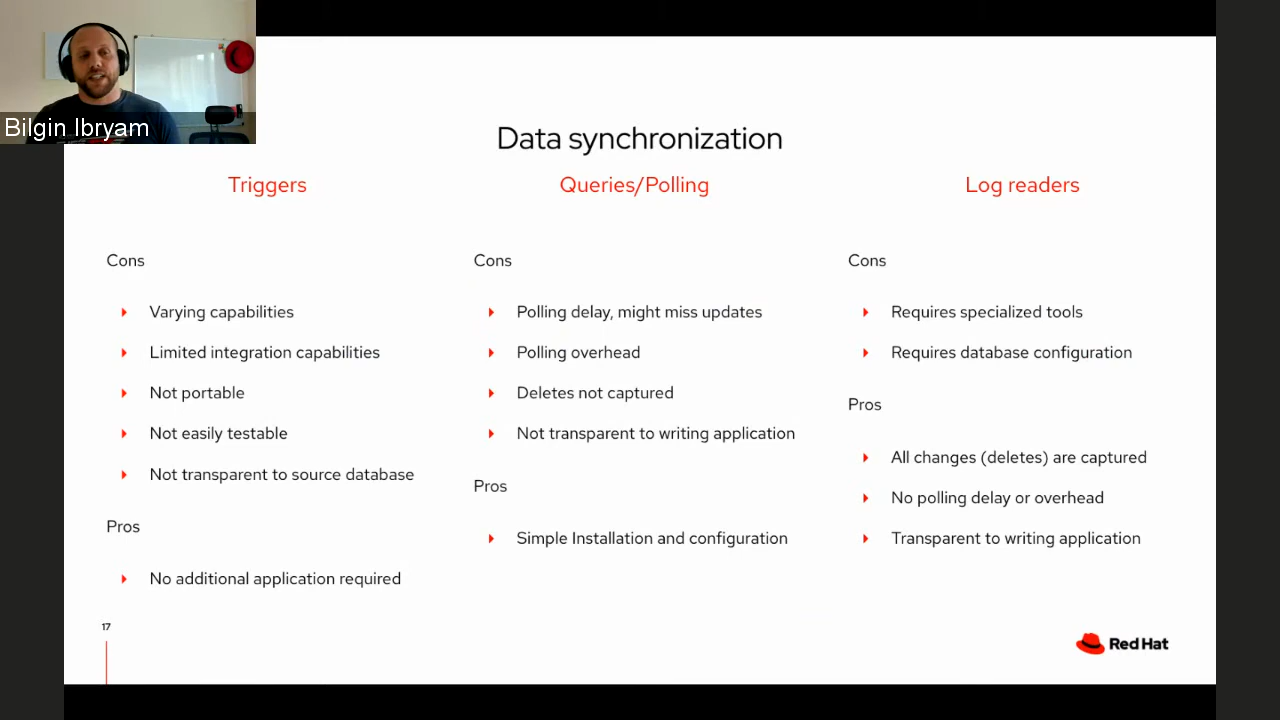 Bilgin Ibryam
Data synchronization
Triggers
Cons
Varying capabilities
Limited integration capabilities
Not portable
Not easily testable
Not transparent to source database
Pros
No additional application required
Queries/Polling
Cons
Polling delay, might miss updates
Polling overhead
Deletes not captured
Not transparent to writing application
Pros
Simple Installation and configuration
Log readers
Cons
Requires specialized tools
Requires database configuration
Pros
All changes (deletes) are captured
No polling delay or overhead
Transparent to writing application
17
Red Hat